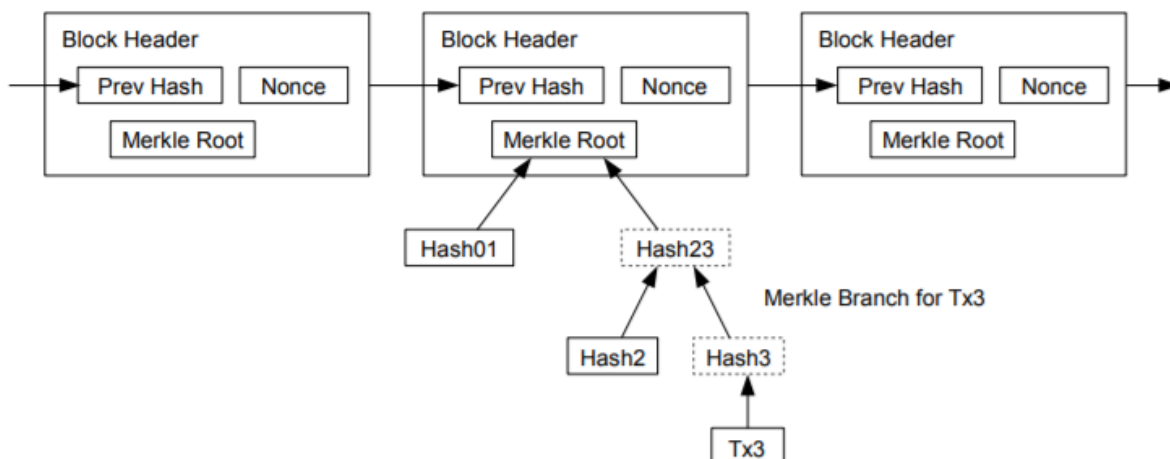 Block Header
Block Header
Block Header
Prev Hash
Nonce
Prev Hash
Nonce
Prev Hash
Nonce
Merkle Root
Merkle Root
Merkle Root
Hash01
Hash23
Merkle Branch for Tx3
Hash2
Hash3
Tx3